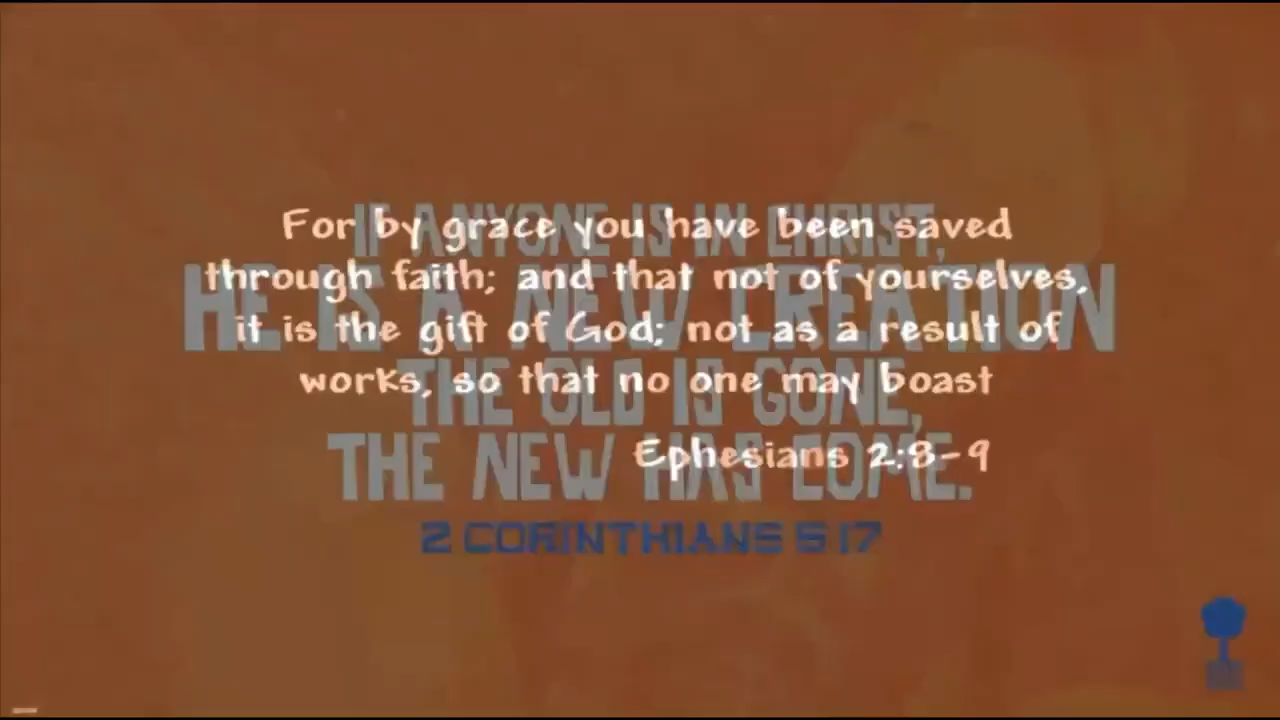 For by grace you have been saved
through faith; and that not of yourselves,
it is the gift of God; not as a result of
works, so that no one may boast
Ephesians 2:8-9
IF ANYONE IS IN CHRIST,
HE IS A NEW CREATION
THE OLD IS GONE,
THE NEW HAS COME.
2 CORINTHIANS 5:17